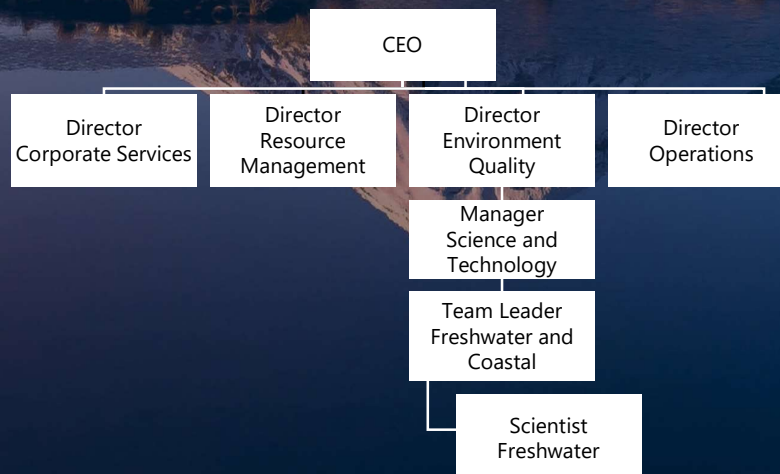 CEO
Director
Corporate Services
Director
Resource
Management
Director
Environment
Quality
Director
Operations
Manager
Science and
Technology
Team Leader
Freshwater and
Coastal
Scientist
Freshwater